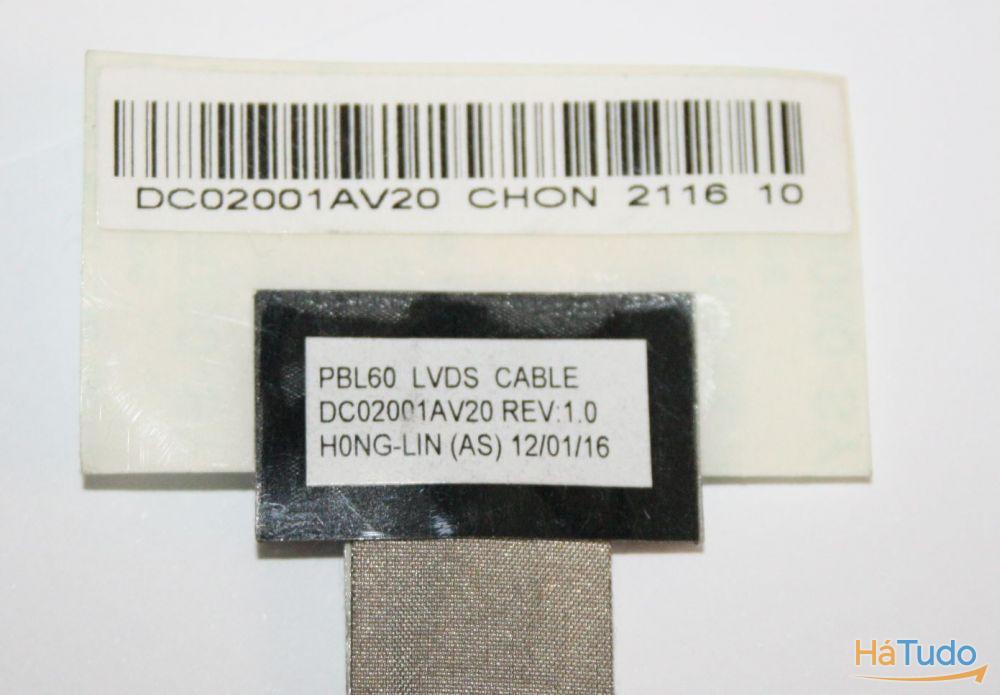 DC02001AV20 CHON 2116 10
PBL60 LVDS CABLE
DC02001AV20 REV:1.0
H0NG-LIN (AS) 12/01/16
HáTudo